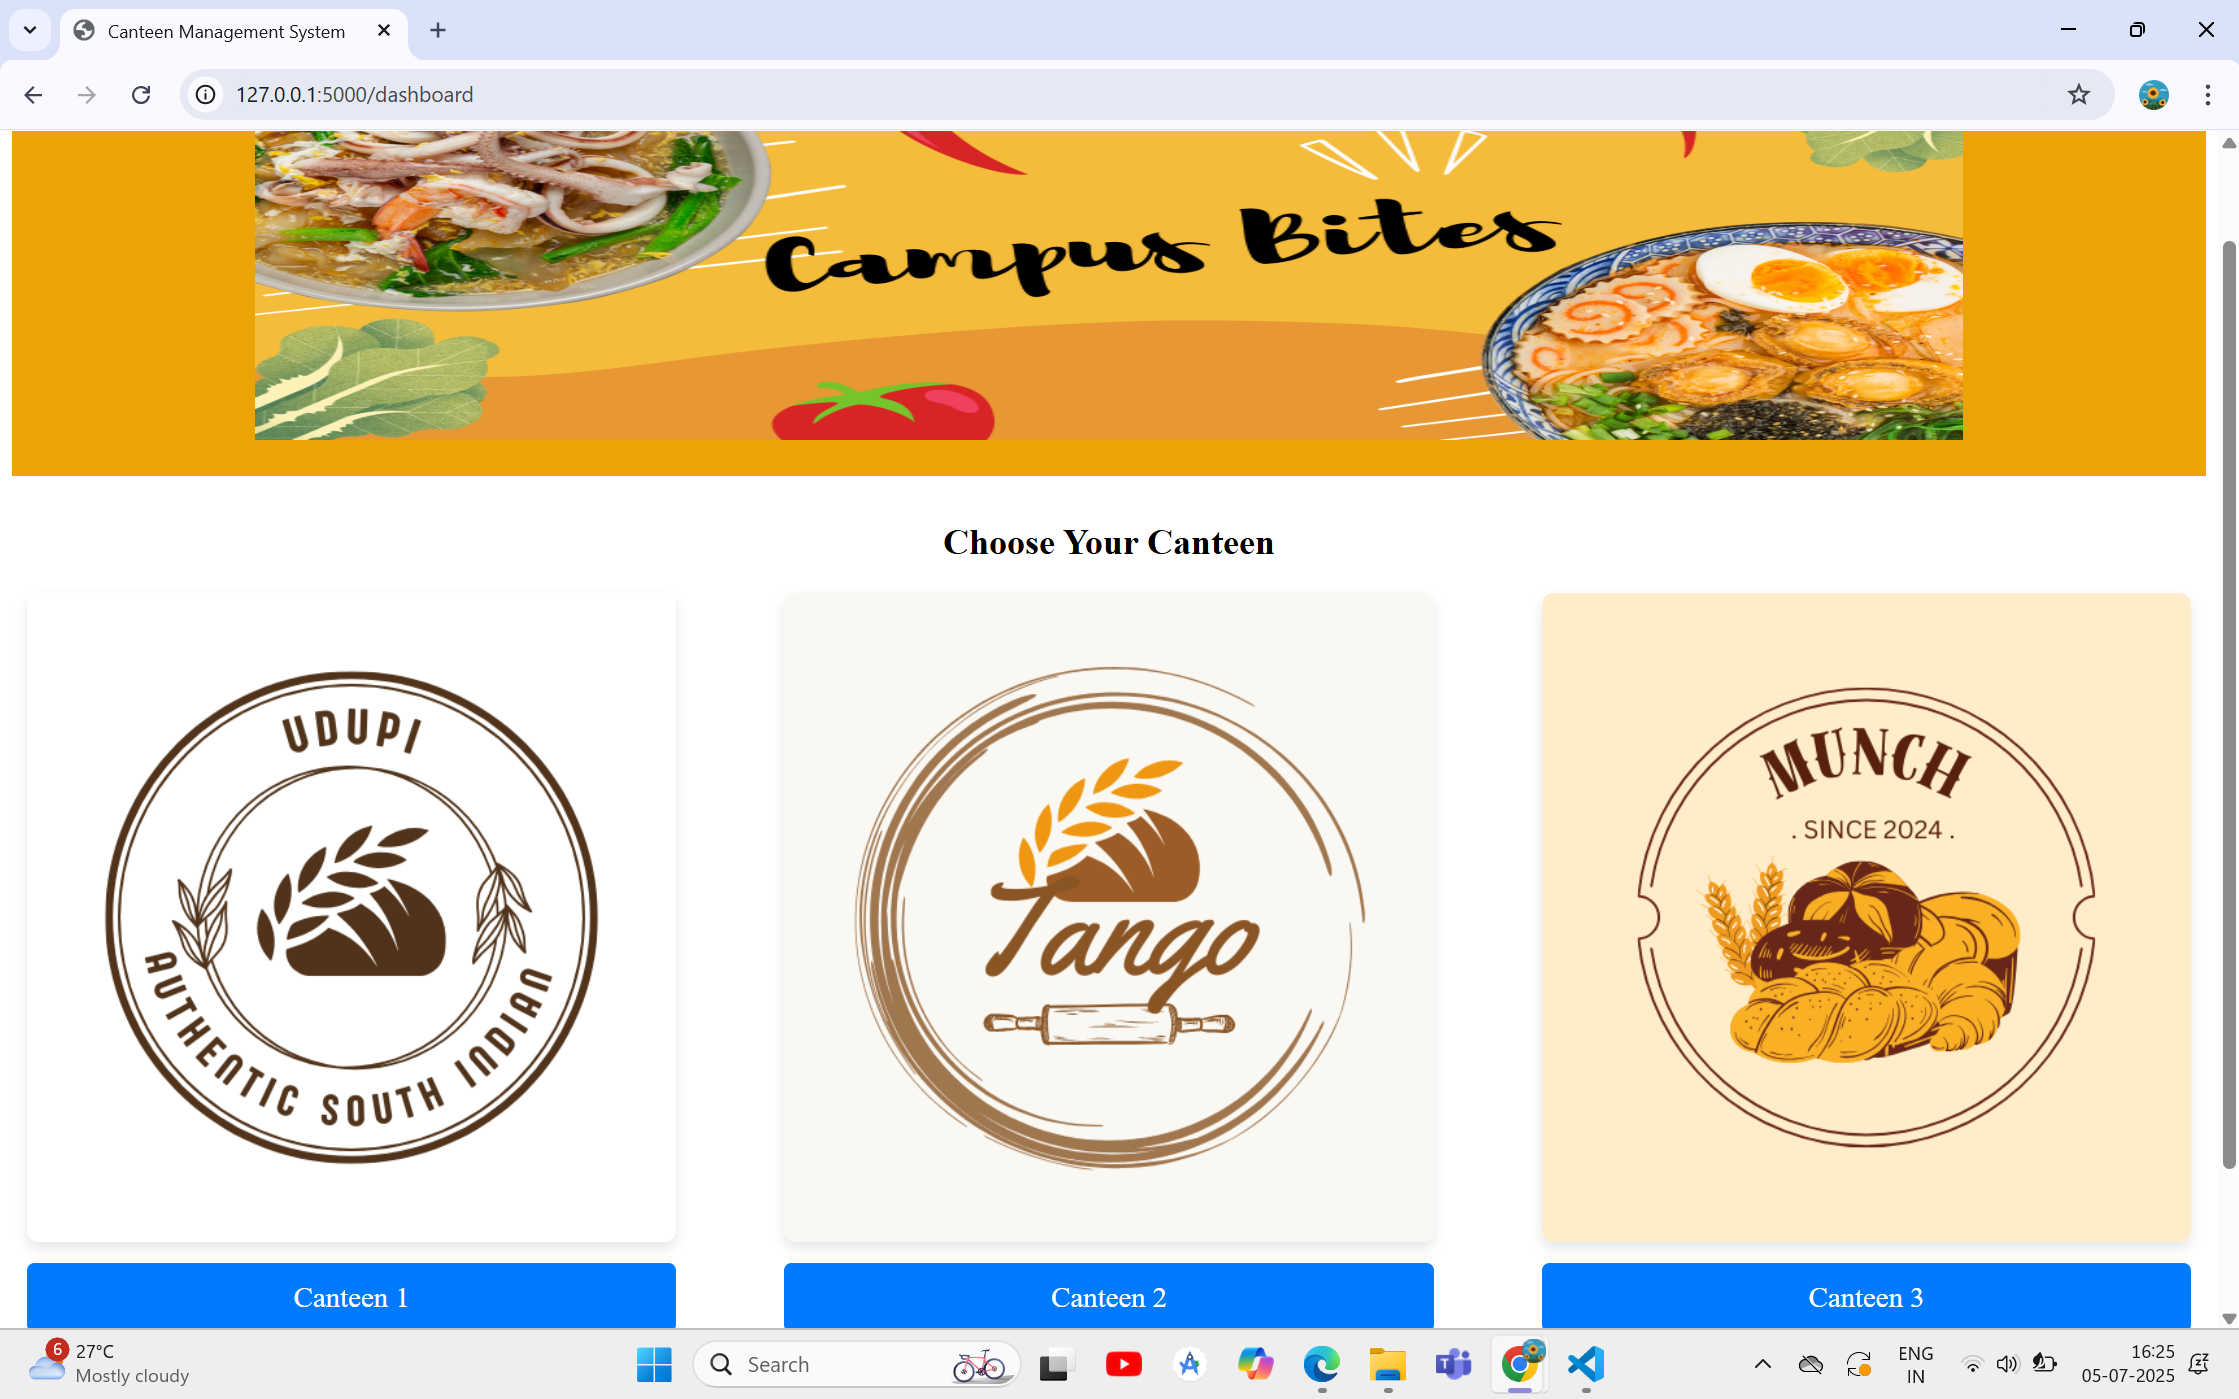 Canteen Management System
127.0.0.1:5000/dashboard
Campus Bites
Choose Your Canteen
UDUPI
AUTHENTIC SOUTH INDIAN
Tango
MUNCH
. SINCE 2024 .
Canteen 1
Canteen 2
Canteen 3
6
27°C
Mostly cloudy
Search
ENG
IN
16:25
05-07-2025